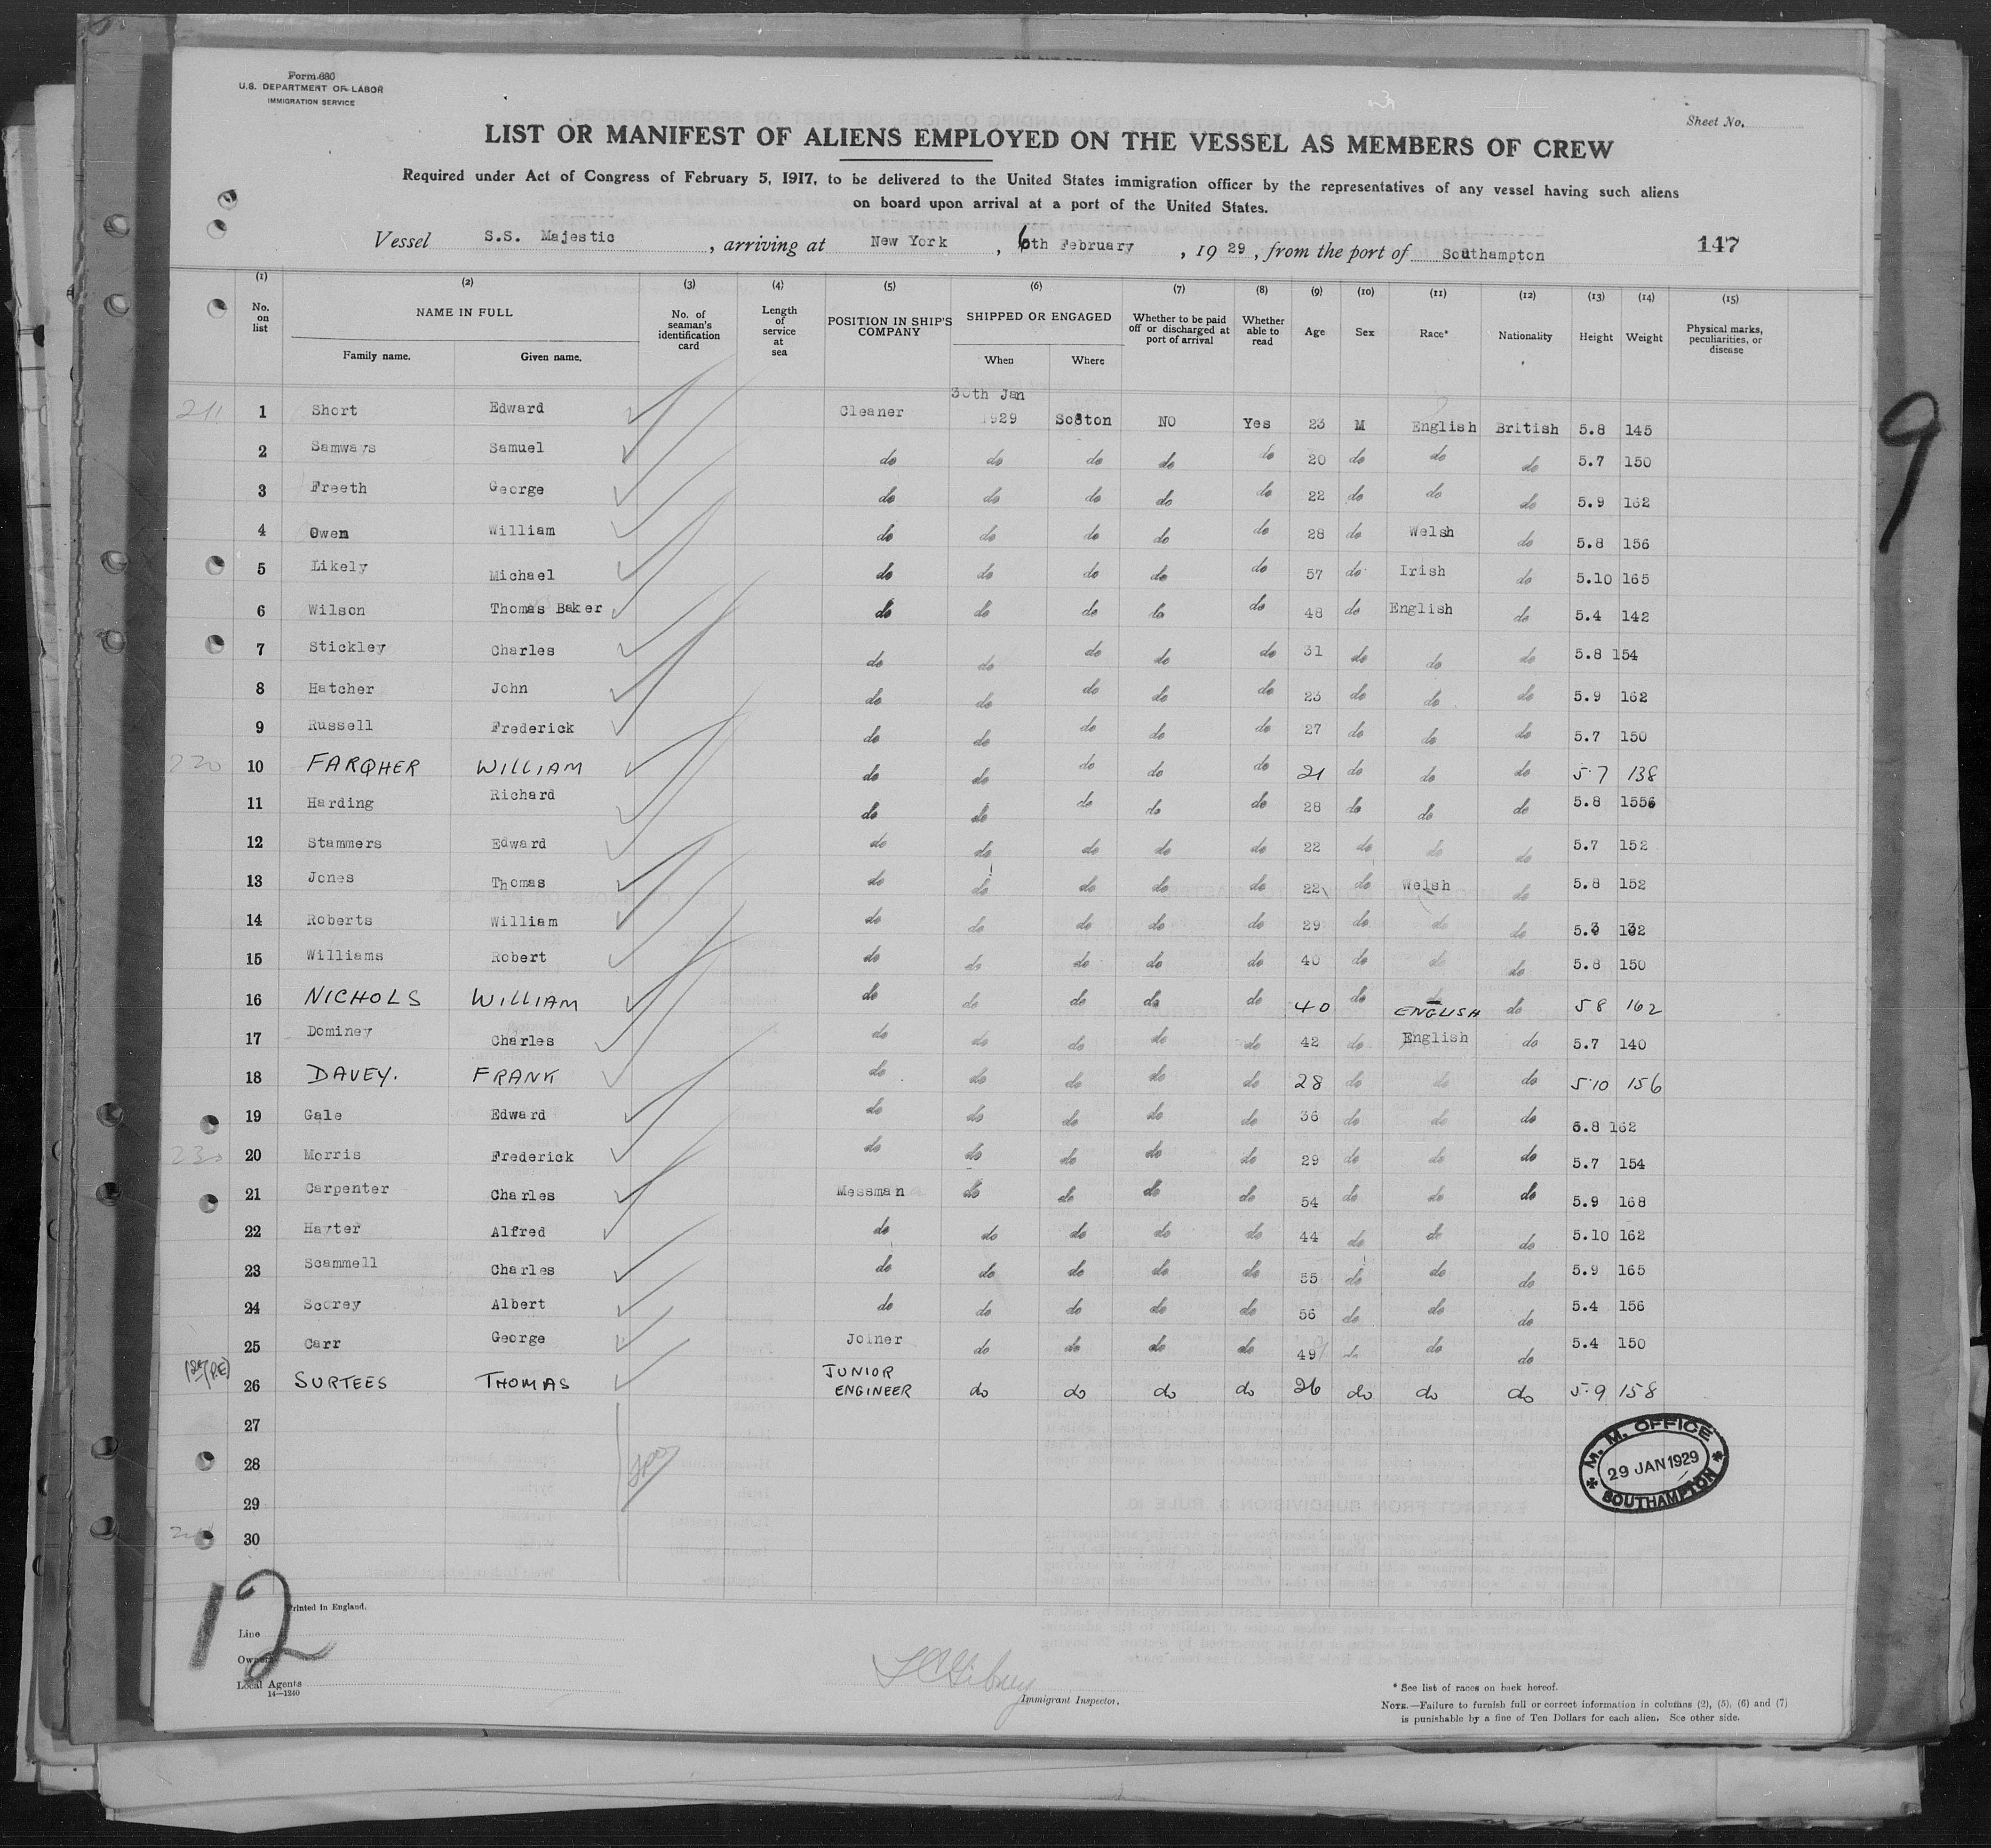 Form 680
U.S. DEPARTMENT OF LABOR
IMMIGRATION SERVICE
Sheet No.
LIST OR MANIFEST OF ALIENS EMPLOYED ON THE VESSEL AS MEMBERS OF CREW
Required under Act of Congress of February 5, 1917, to be delivered to the United States immigration officer by the representatives of any vessel having such aliens
on board upon arrival at a port of the United States.
Vessel S.S. Majestic, arriving at New York, 6th February, 1929, from the port of Southampton 147
(1) (2) (3) (4) (5) (6) (7) (8) (9) (10) (11) (12) (13) (14) (15)
No. on list NAME IN FULL Family name. Given name. No. of seaman's identification card Length of service at sea POSITION IN SHIP'S COMPANY SHIPPED OR ENGAGED When Where Whether to be paid off or discharged at port of arrival Whether able to read Age Sex Race* Nationality Height Weight Physical marks, peculiarities, or disease
30th Jan
211 1 Short Edward Cleaner 1929 So8ton NO Yes 23 M English British 5.8 145
2 Samways Samuel do do do do do 20 do do do 5.7 150
3 Freeth George do do do do do 22 do do do 5.9 162
4 Owen William do do do do do 28 do Welsh do 5.8 156
5 Likely Michael do do do do do 57 do Irish do 5.10 165
6 Wilson Thomas Baker do do do do do 48 do English do 5.4 142
7 Stickley Charles do do do do do 31 do do do 5.8 154
8 Hatcher John do do do do do 23 do do do 5.9 162
9 Russell Frederick do do do do do 27 do do do 5.7 150
220 10 FARQHER WILLIAM do do do do do 21 do do do 5.7 138
11 Harding Richard do do do do do 28 do do do 5.8 1556
12 Stammers Edward do do do do do 22 do do do 5.7 152
13 Jones Thomas do do do do do 22 do Welsh do 5.8 152
14 Roberts William do do do do do 29 do do do 5.3 132
15 Williams Robert do do do do do 40 do do do 5.8 150
16 NICHOLS WILLIAM do do do do do 40 do ENGLISH do 5 8 162
17 Dominey Charles do do do do do 42 do English do 5.7 140
18 DAVEY. FRANK do do do do do 28 do do do 5.10 156
19 Gale Edward do do do do do 36 do do do 6.8 162
230 20 Morris Frederick do do do do do 29 do do do 5.7 154
21 Carpenter Charles Messman do do do do 54 do do do 5.9 168
22 Hayter Alfred do do do do do 44 do do do 5.10 162
23 Scammell Charles do do do do do 55 do do do 5.9 165
24 Scorey Albert do do do do do 56 do do do 5.4 156
25 Carr George Joiner do do do do 49 do do do 5.4 150
26 SURTEES THOMAS JUNIOR ENGINEER do do do do 26 do do do 5.9 158
27
28
29
30
M. M. OFFICE
29 JAN 1929
SOUTHAMPTON
9
12
Printed in England.
Line
Owners
Local Agents
14—1240
Immigrant Inspector.
* See list of races on back hereof.
NOTE.—Failure to furnish full or correct information in columns (2), (5), (6) and (7)
is punishable by a fine of Ten Dollars for each alien. See other side.